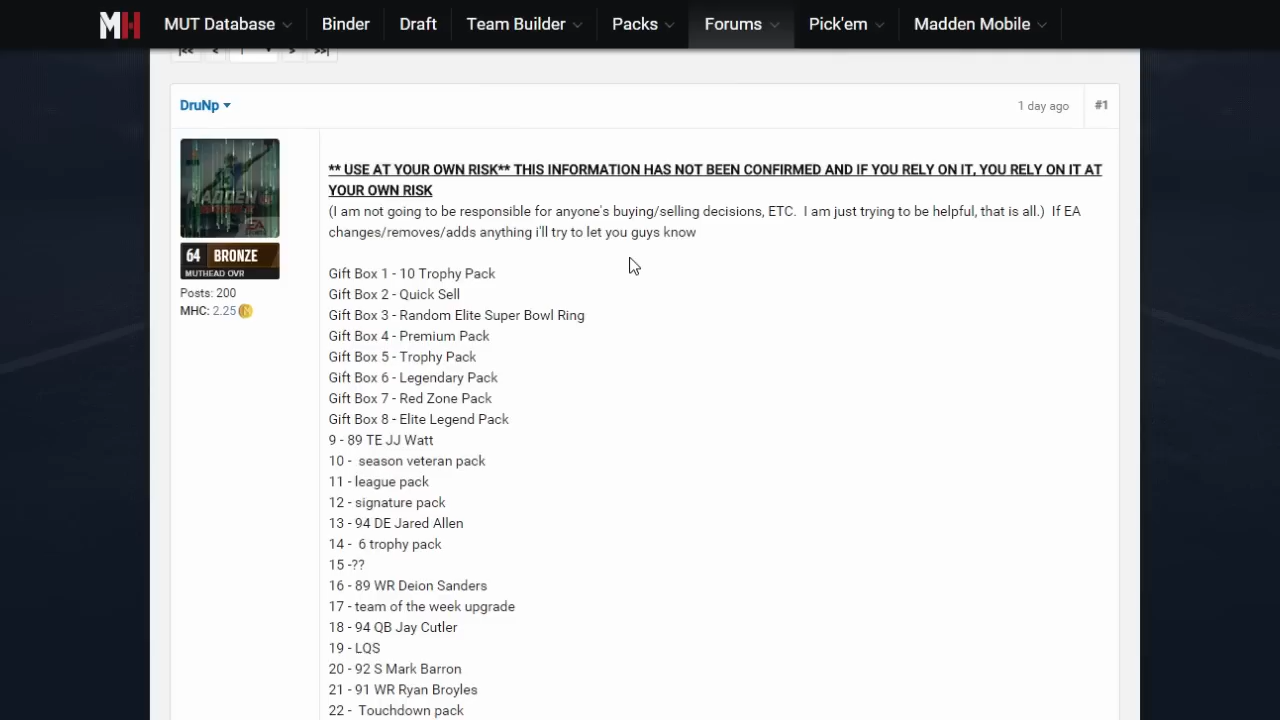 MH MUT Database Binder Draft Team Builder Packs Forums Pick'em Madden Mobile
|<< < 1 > >>|
DruNp 1 day ago #1
** USE AT YOUR OWN RISK** THIS INFORMATION HAS NOT BEEN CONFIRMED AND IF YOU RELY ON IT, YOU RELY ON IT AT
YOUR OWN RISK
(I am not going to be responsible for anyone's buying/selling decisions, ETC. I am just trying to be helpful, that is all.) If EA
changes/removes/adds anything i'll try to let you guys know
MADDEN
64 BRONZE
MUTHEAD OVR
Posts: 200
MHC: 2.25
Gift Box 1 - 10 Trophy Pack
Gift Box 2 - Quick Sell
Gift Box 3 - Random Elite Super Bowl Ring
Gift Box 4 - Premium Pack
Gift Box 5 - Trophy Pack
Gift Box 6 - Legendary Pack
Gift Box 7 - Red Zone Pack
Gift Box 8 - Elite Legend Pack
9 - 89 TE JJ Watt
10 - season veteran pack
11 - league pack
12 - signature pack
13 - 94 DE Jared Allen
14 - 6 trophy pack
15 -??
16 - 89 WR Deion Sanders
17 - team of the week upgrade
18 - 94 QB Jay Cutler
19 - LQS
20 - 92 S Mark Barron
21 - 91 WR Ryan Broyles
22 - Touchdown pack